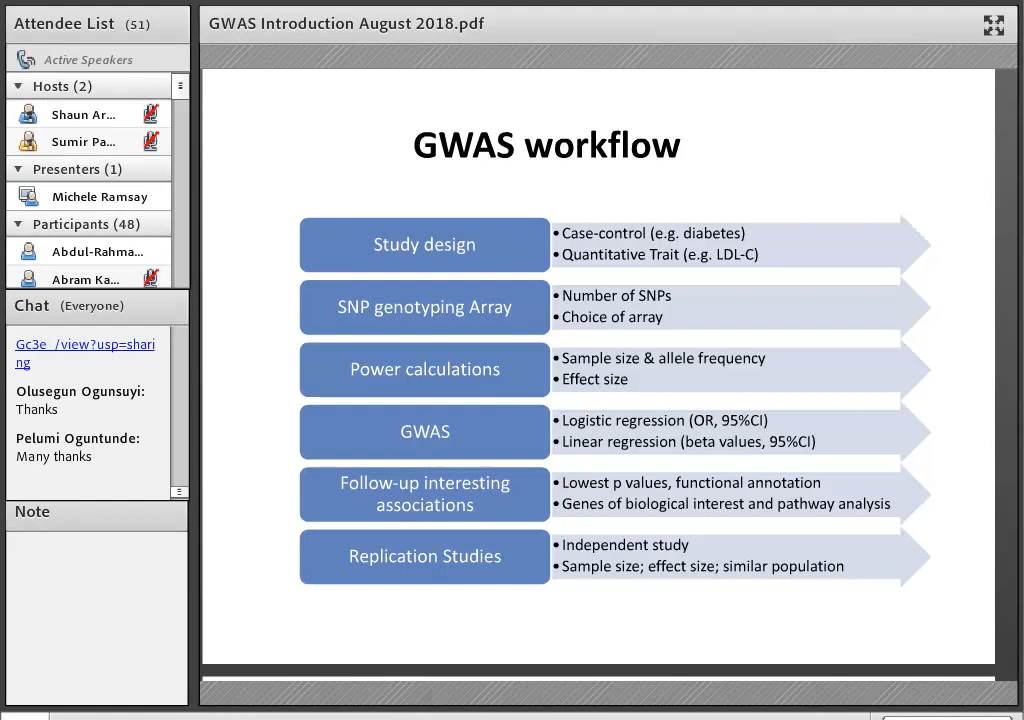 Attendee List (51)
Active Speakers
Hosts (2)
Shaun Ar...
Sumir Pa...
Presenters (1)
Michele Ramsay
Participants (48)
Abdul-Rahma...
Abram Ka...
Chat (Everyone)
Gc3e_/view?usp=shari
ng
Olusegun Ogunsuyi:
Thanks
Pelumi Oguntunde:
Many thanks
Note
GWAS Introduction August 2018.pdf
GWAS workflow
Study design
• Case-control (e.g. diabetes)
• Quantitative Trait (e.g. LDL-C)
SNP genotyping Array
• Number of SNPs
• Choice of array
Power calculations
• Sample size & allele frequency
• Effect size
GWAS
• Logistic regression (OR, 95%CI)
• Linear regression (beta values, 95%CI)
Follow-up interesting
associations
• Lowest p values, functional annotation
• Genes of biological interest and pathway analysis
Replication Studies
• Independent study
• Sample size; effect size; similar population